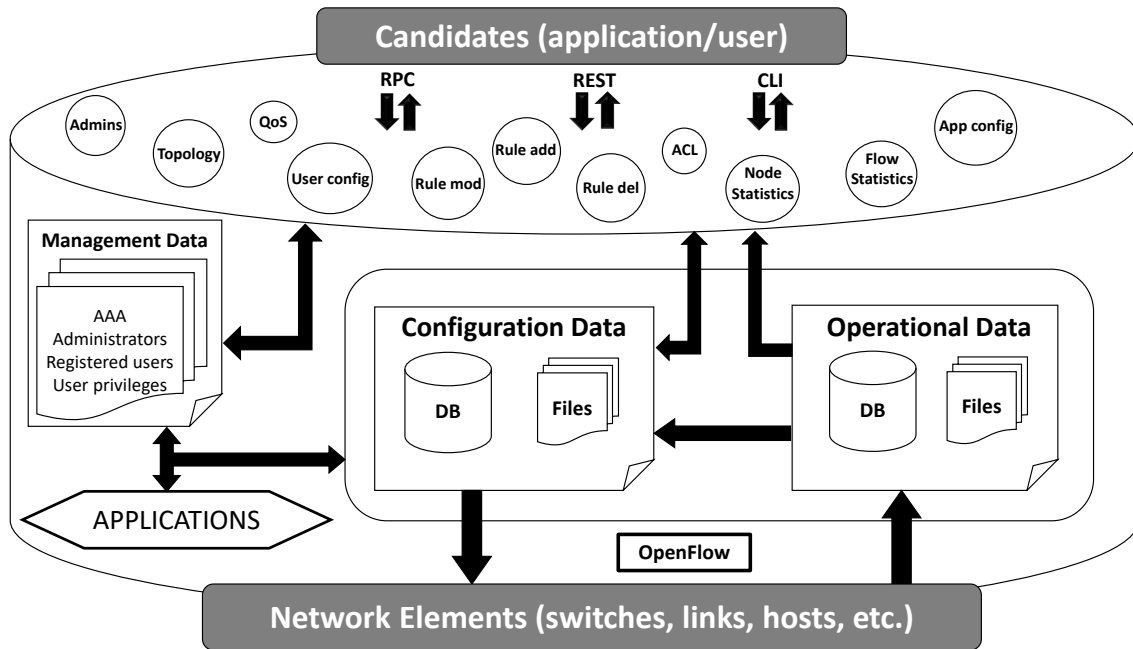 Candidates (application/user)
RPC
REST
CLI
Admins
Topology
QoS
User config
Rule mod
Rule add
Rule del
ACL
Node
Statistics
Flow
Statistics
App config
Management Data
AAA
Administrators
Registered users
User privileges
Configuration Data
DB
Files
Operational Data
DB
Files
APPLICATIONS
OpenFlow
Network Elements (switches, links, hosts, etc.)